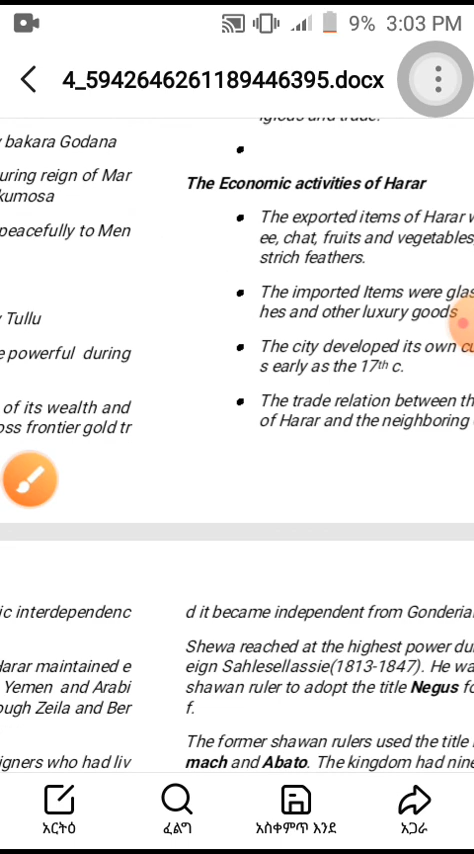 9% 3:03 PM
4_5942646261189446395.docx
bakara Godana
uring reign of Mar
kumosa
peacefully to Men
Tullu
e powerful during
of its wealth and
oss frontier gold tr
The Economic activities of Harar
The exported items of Harar
ee, chat, fruits and vegetables,
strich feathers.
The imported Items were glas
hes and other luxury goods
The city developed its own cu
s early as the 17th c.
The trade relation between th
of Harar and the neighboring
ic interdependenc
Harar maintained e
Yemen and Arabi
ough Zeila and Ber
igners who had liv
d it became independent from Gonderia
Shewa reached at the highest power du
eign Sahlesellassie(1813-1847). He wa
shawan ruler to adopt the title Negus fo
f.
The former shawan rulers used the title
mach and Abato. The kingdom had nine
አርትዕ
ፈልግ
አስቀምጥ እንደ
አጋራ